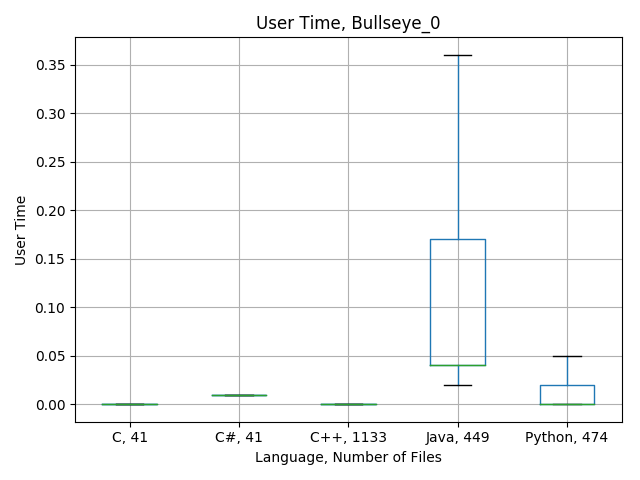 User Time, Bullseye_0
0.35
0.30
0.25
0.20
0.15
0.10
0.05
0.00
User Time
C, 41
C#, 41
C++, 1133
Java, 449
Python, 474
Language, Number of Files